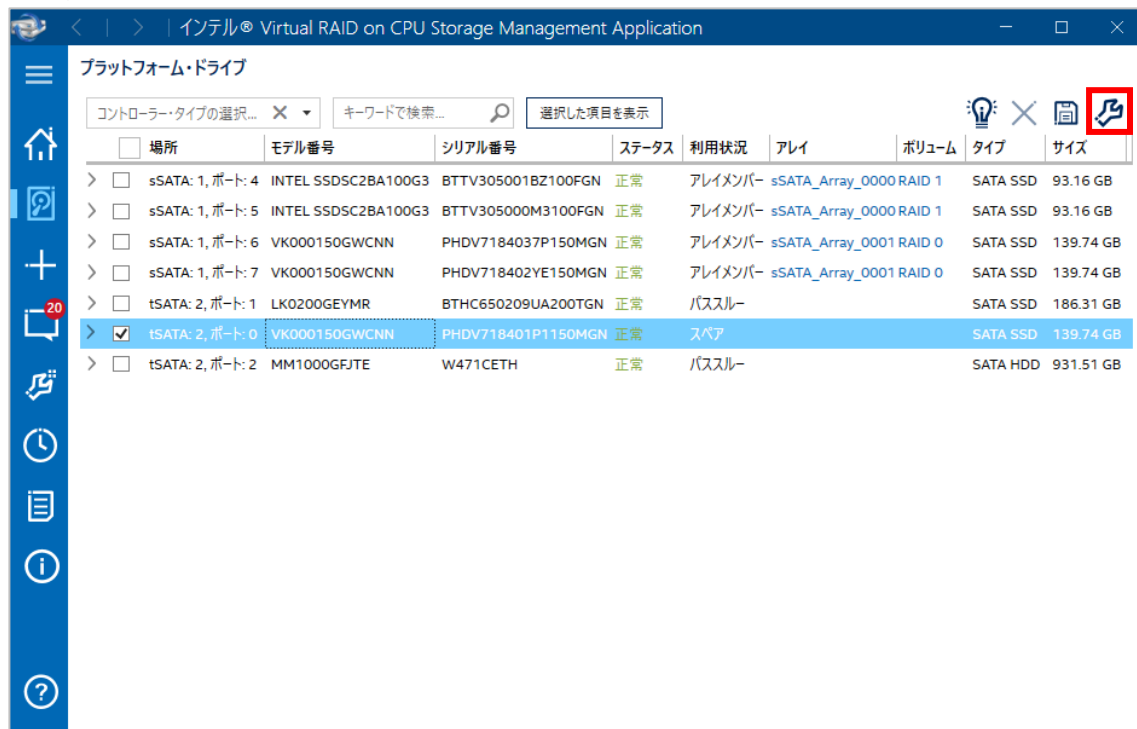 インテル® Virtual RAID on CPU Storage Management Application
プラットフォーム・ドライブ
コントローラー・タイプの選択... キーワードで検索... 選択した項目を表示
場所 モデル番号 シリアル番号 ステータス 利用状況 アレイ ボリューム タイプ サイズ
sSATA: 1, ポート: 4 INTEL SSDSC2BA100G3 BTTV305001BZ100FGN 正常 アレイメンバー sSATA_Array_0000 RAID 1 SATA SSD 93.16 GB
sSATA: 1, ポート: 5 INTEL SSDSC2BA100G3 BTTV305000M3100FGN 正常 アレイメンバー sSATA_Array_0000 RAID 1 SATA SSD 93.16 GB
sSATA: 1, ポート: 6 VK000150GWCNN PHDV7184037P150MGN 正常 アレイメンバー sSATA_Array_0001 RAID 0 SATA SSD 139.74 GB
sSATA: 1, ポート: 7 VK000150GWCNN PHDV718402YE150MGN 正常 アレイメンバー sSATA_Array_0001 RAID 0 SATA SSD 139.74 GB
20
tSATA: 2, ポート: 1 LK0200GEYMR BTHC650209UA200TGN 正常 パススルー SATA SSD 186.31 GB
tSATA: 2, ポート: 0 VK000150GWCNN PHDV718401P1150MGN 正常 スペア SATA SSD 139.74 GB
tSATA: 2, ポート: 2 MM1000GFJTE W471CETH 正常 パススルー SATA HDD 931.51 GB